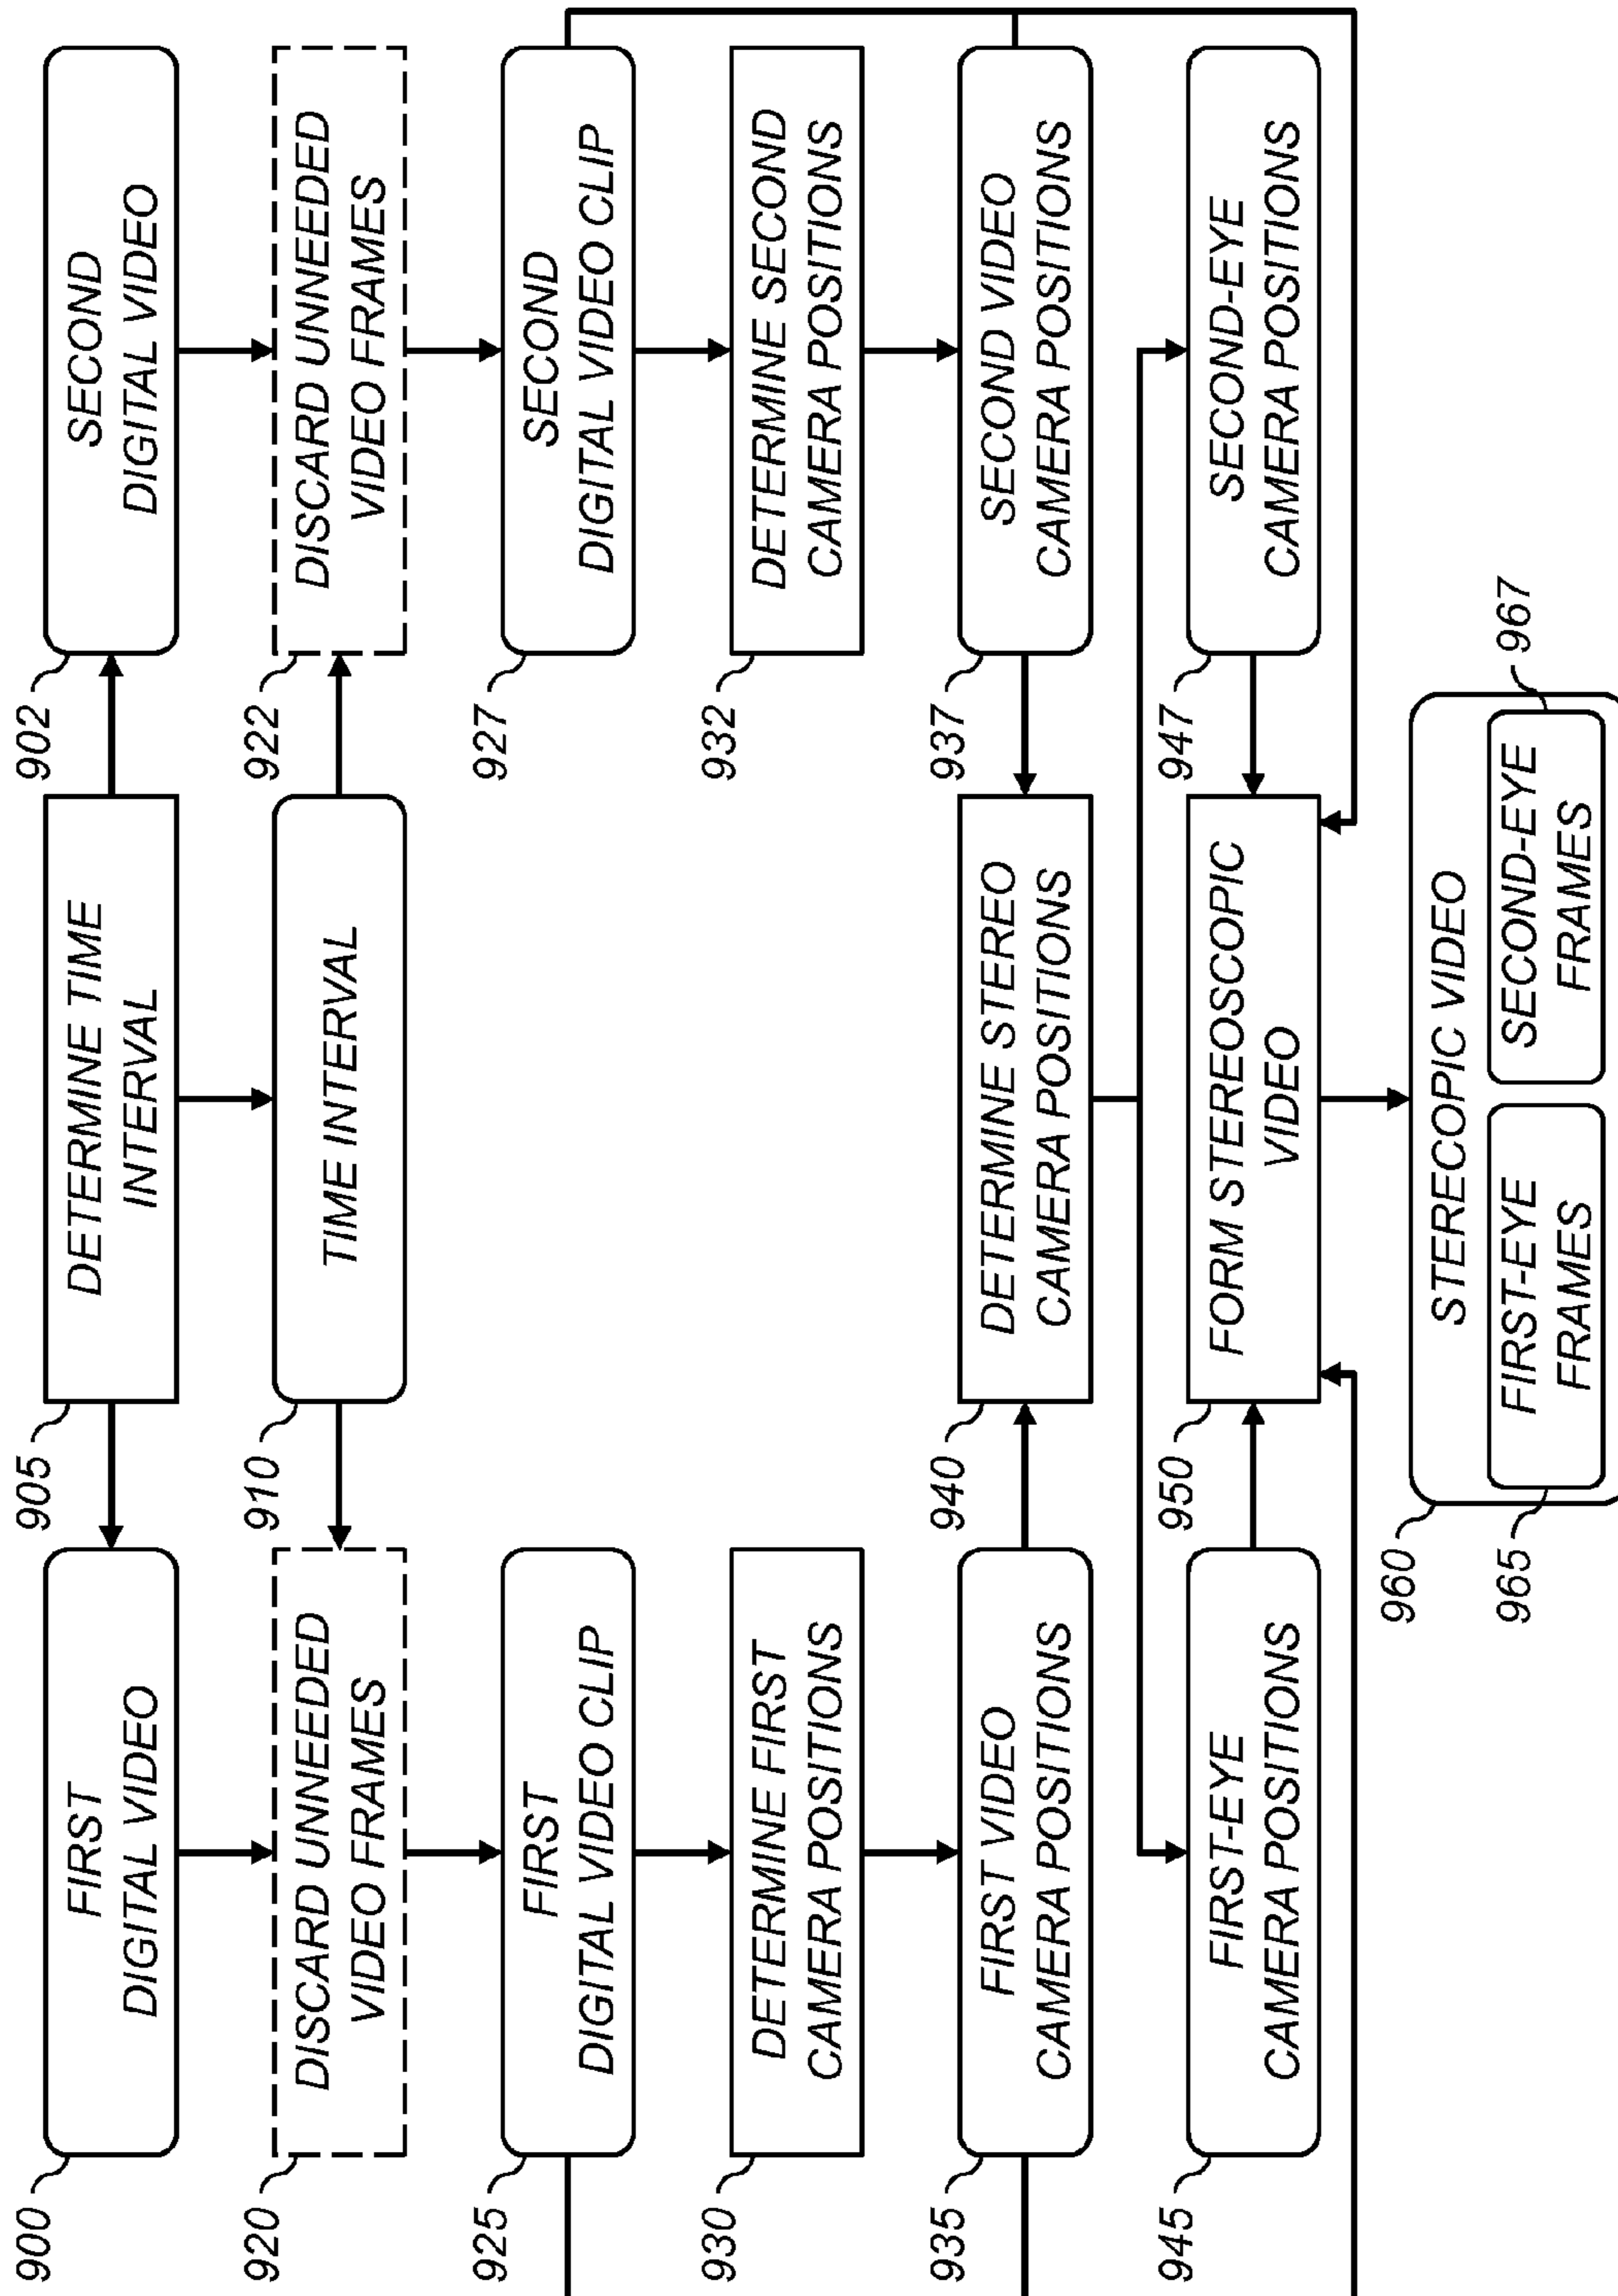 900
FIRST
DIGITAL VIDEO
905
DETERMINE TIME
INTERVAL
902
SECOND
DIGITAL VIDEO
920
DISCARD UNNEEDED
VIDEO FRAMES
910
TIME INTERVAL
922
DISCARD UNNEEDED
VIDEO FRAMES
925
FIRST
DIGITAL VIDEO CLIP
927
SECOND
DIGITAL VIDEO CLIP
930
DETERMINE FIRST
CAMERA POSITIONS
932
DETERMINE SECOND
CAMERA POSITIONS
935
FIRST VIDEO
CAMERA POSITIONS
940
DETERMINE STEREO
CAMERA POSITIONS
937
SECOND VIDEO
CAMERA POSITIONS
945
FIRST-EYE
CAMERA POSITIONS
950
FORM STEREOSCOPIC
VIDEO
947
SECOND-EYE
CAMERA POSITIONS
960
STERECOPIC VIDEO
965
FIRST-EYE
FRAMES
SECOND-EYE
FRAMES
967